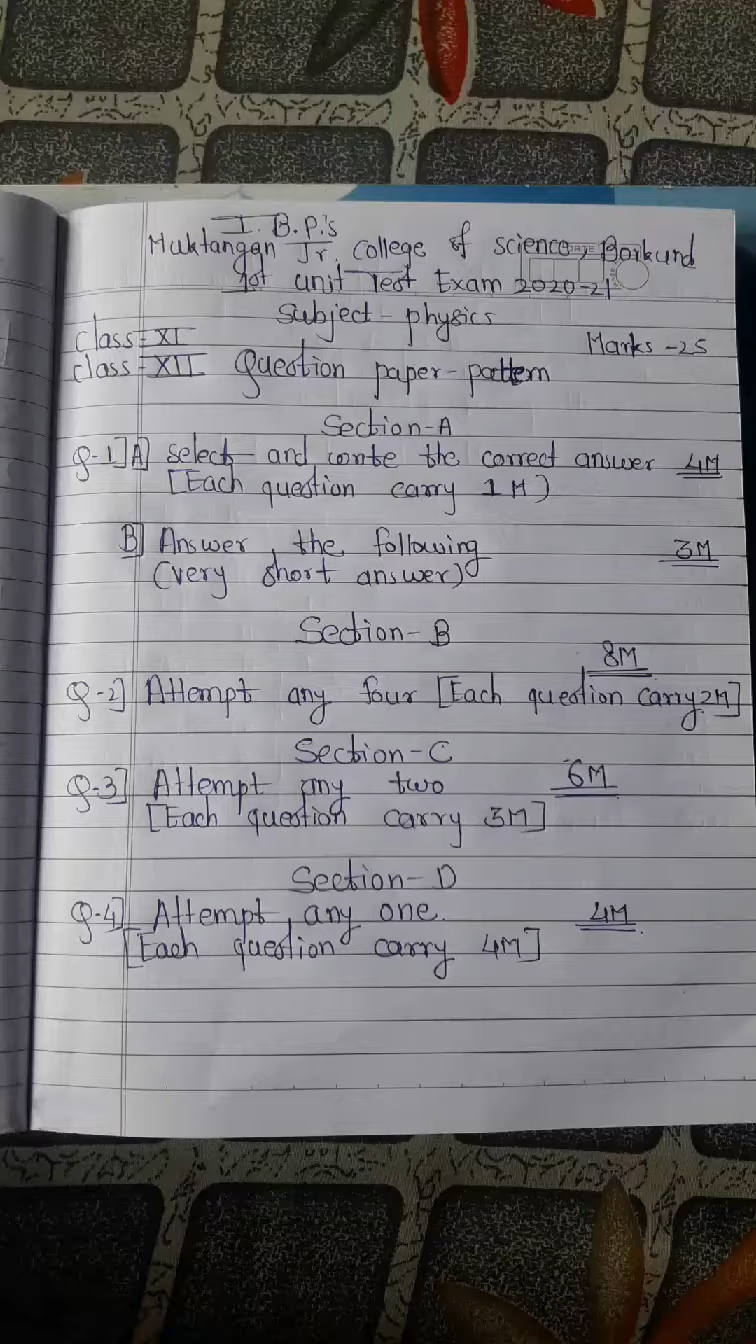 I. B. P.'s
Muktangan Jr. college of science, Borkund
1st unit Test Exam 2020-21
Subject - physics
class - XI
Marks - 25
class - XII Question paper - pattern
Section-A
Q-1] A] select and write the correct answer 4M
[Each question carry 1 M)
B] Answer the following 3M
(very short answer)
Section-B
8M
Q-2] Attempt any four [Each question carry 2M]
Section-C
Q-3] Attempt any two 6M
[Each question carry 3M]
Section-D
Q-4] Attempt any one. 4M
[Each question carry 4M]